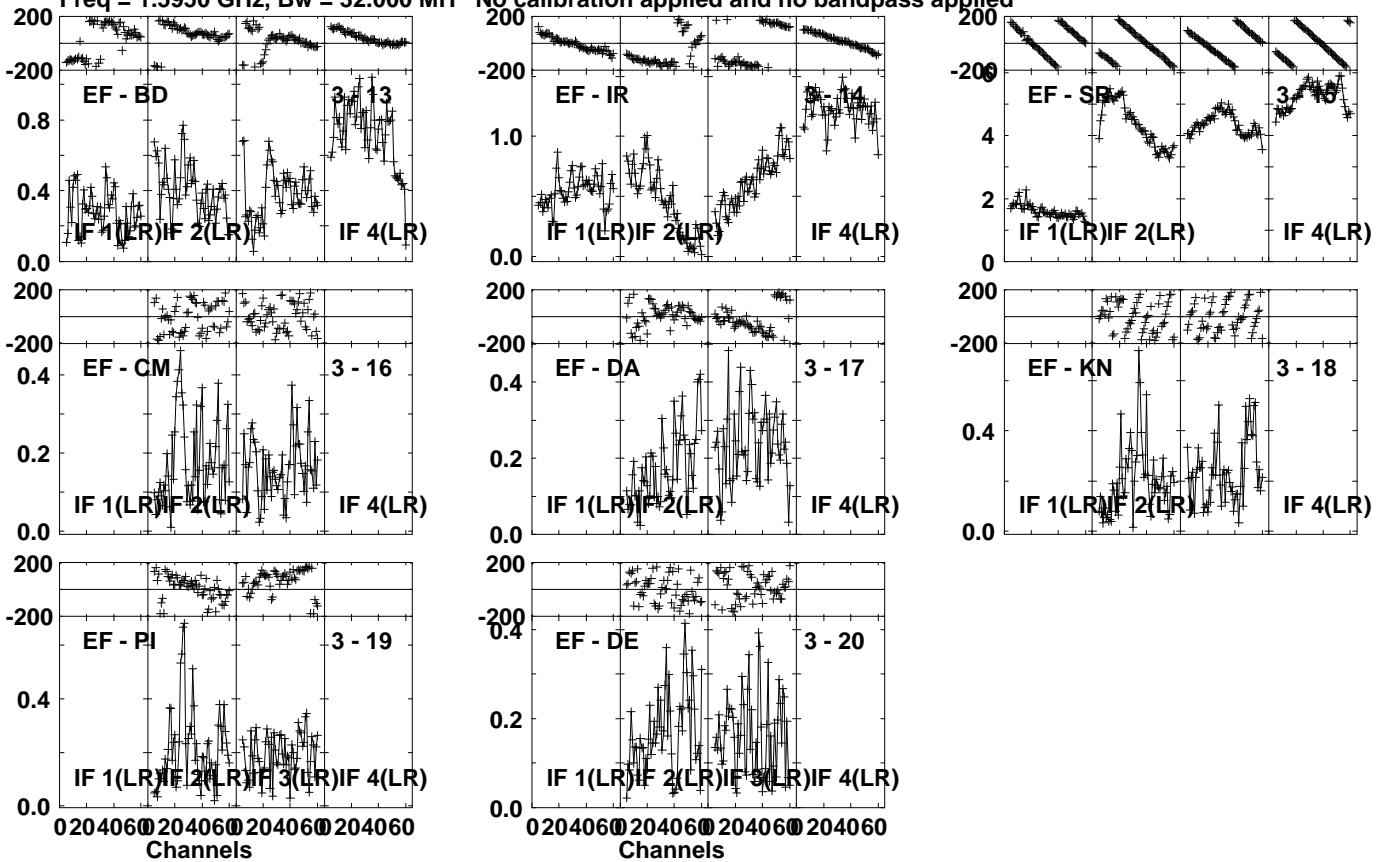 Freq = 1.5950 GHz, Bw = 32.000 MH No calibration applied and no bandpass applied
200
-200
EF - BD
3 - 13
0.8
0.4
0.0
IF 1(LR)
IF 2(LR)
IF 4(LR)
EF - IR
3 - 14
1.0
0.0
IF 1(LR)
IF 2(LR)
IF 4(LR)
200
-200
6
EF - SR
3 - 15
4
2
0
IF 1(LR)
IF 2(LR)
IF 4(LR)
200
-200
EF - CM
3 - 16
0.4
0.2
0.0
IF 1(LR)
IF 2(LR)
IF 4(LR)
200
-200
EF - DA
3 - 17
0.4
0.2
0.0
IF 1(LR)
IF 2(LR)
IF 4(LR)
200
-200
EF - KN
3 - 18
0.4
0.0
IF 1(LR)
IF 2(LR)
IF 4(LR)
200
-200
EF - PI
3 - 19
0.4
0.0
IF 1(LR)
IF 2(LR)
IF 3(LR)
IF 4(LR)
200
-200
EF - DE
3 - 20
0.4
0.2
0.0
IF 1(LR)
IF 2(LR)
IF 3(LR)
IF 4(LR)
0 20 40 60 0 20 40 60 0 20 40 60 0 20 40 60
0 20 40 60 0 20 40 60 0 20 40 60 0 20 40 60
Channels
Channels